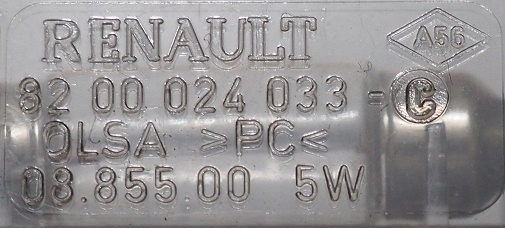 RENAULT A56
82 00 024 033 = C
OLSA >PC<
08.855.00 5W